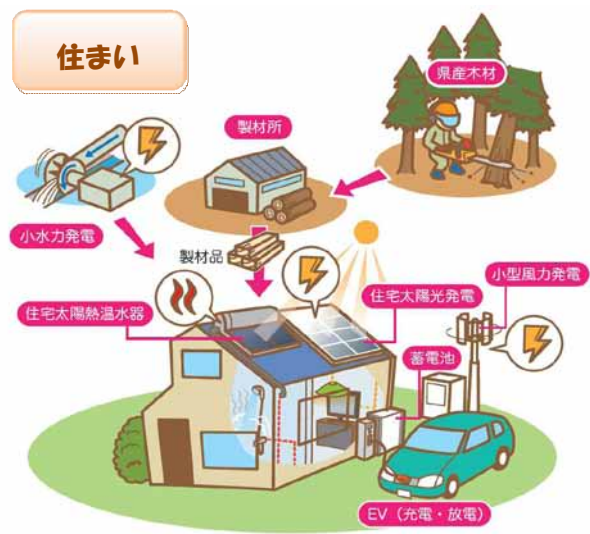 住まい
県産木材
製材所
小水力発電
製材品
小型風力発電
住宅太陽光発電
住宅太陽熱温水器
蓄電池
EV（充電・放電）